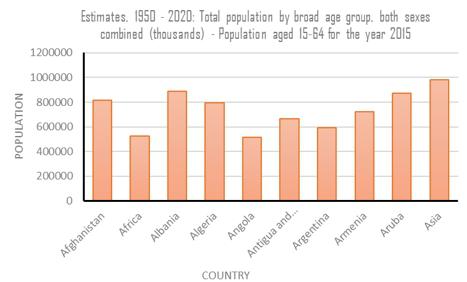 Estimates, 1950 - 2020: Total population by broad age group, both sexes
combined (thousands) - Population aged 15-64 for the year 2015
1200000
1000000
800000
600000
400000
200000
0
POPULATION
Afghanistan
Africa
Albania
Algeria
Angola
Antigua and...
Argentina
Armenia
Aruba
Asia
COUNTRY